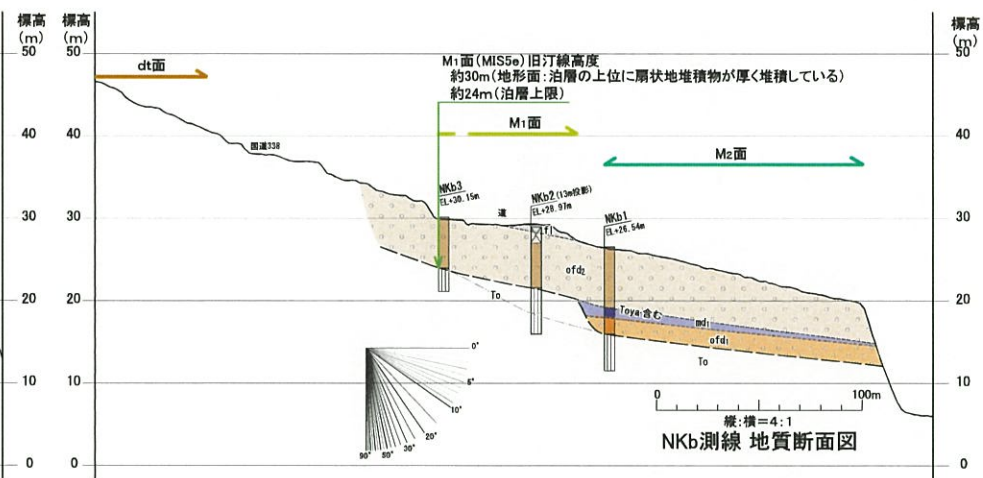 標高
(m)
標高
(m)
標高
(m)
50
50
50
40
40
40
30
30
30
20
20
20
10
10
10
0
0
0
dt面
国道338
M1面(MIS5e)旧汀線高度
約30m(地形面:泊層の上位に扇状地堆積物が厚く堆積している)
約24m(泊層上限)
M1面
M2面
NKb3
EL+30.15m
道
NKb2(13m投影)
EL+28.97m
lfl
NKb1
EL+26.54m
ofd2
To
Toya含む
md1
ofd1
To
0°
5°
10°
20°
30°
50°
90°
0
100m
縦:横=4:1
NKb測線 地質断面図